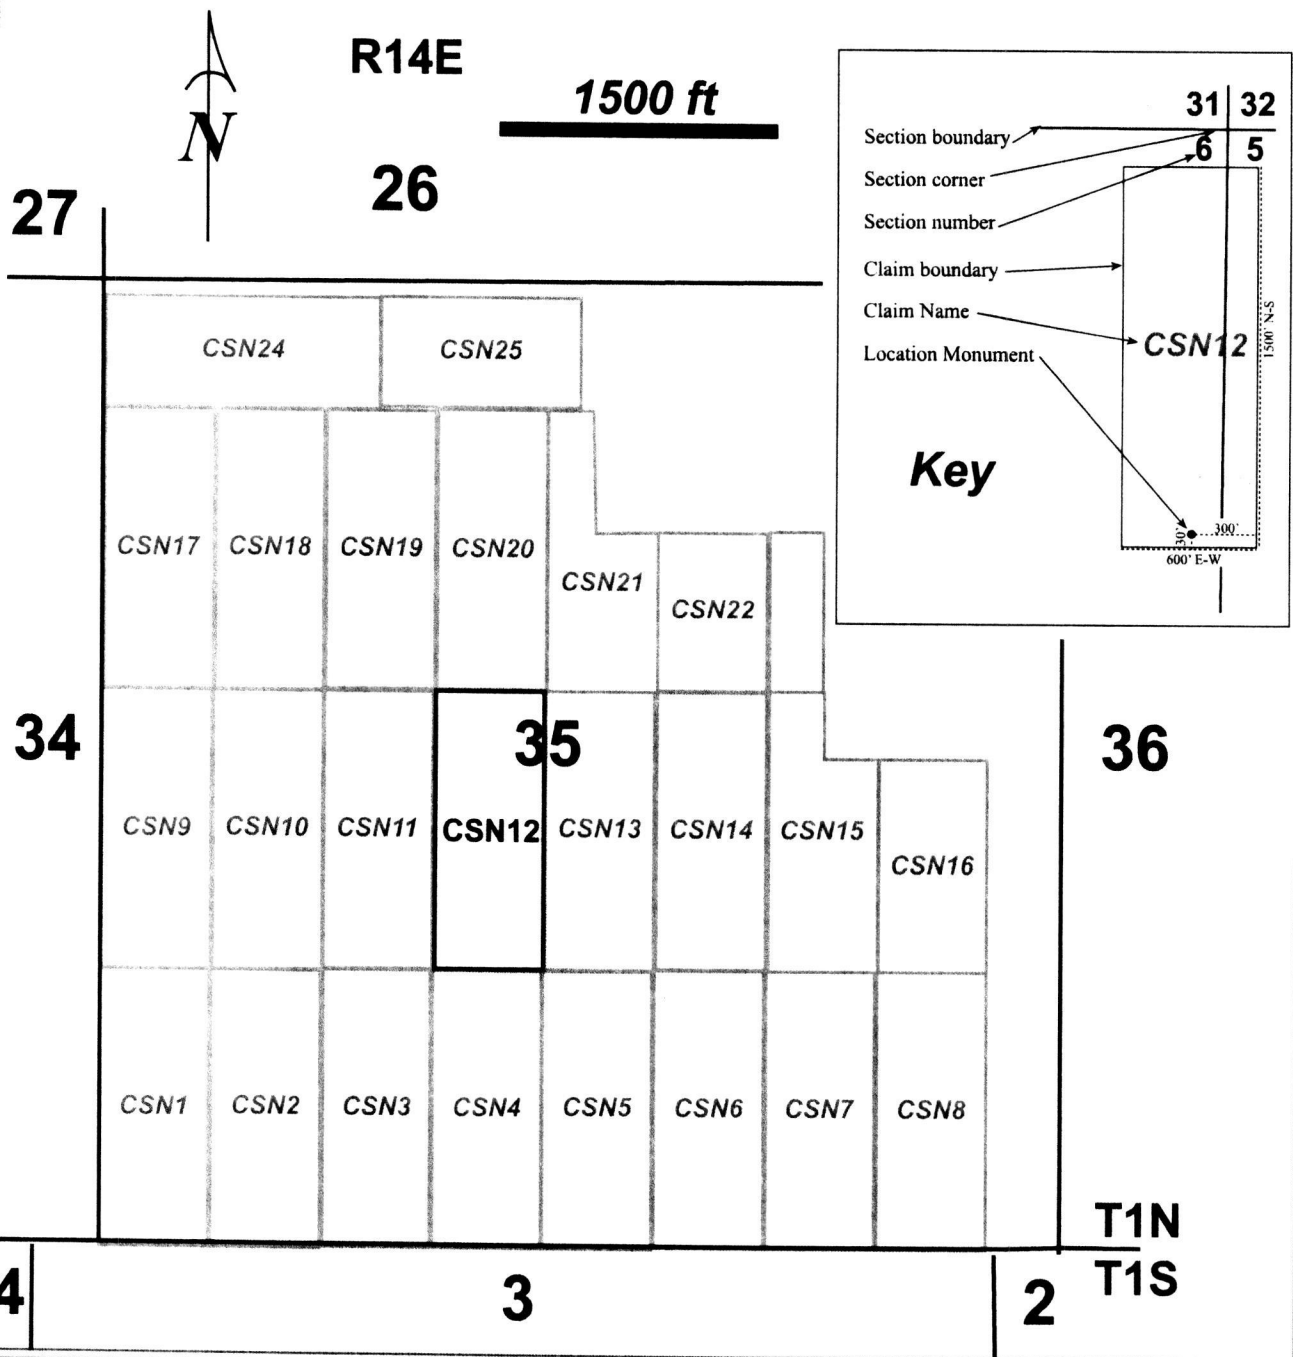 R14E
1500 ft
N
27
26
CSN24
CSN25
CSN17
CSN18
CSN19
CSN20
CSN21
CSN22
34
35
36
CSN9
CSN10
CSN11
CSN12
CSN13
CSN14
CSN15
CSN16
CSN1
CSN2
CSN3
CSN4
CSN5
CSN6
CSN7
CSN8
T1N
T1S
4
3
2
31 32
Section boundary
6 5
Section corner
Section number
Claim boundary
Claim Name
CSN12
1500' N-S
Location Monument
Key
30'
300'
600' E-W